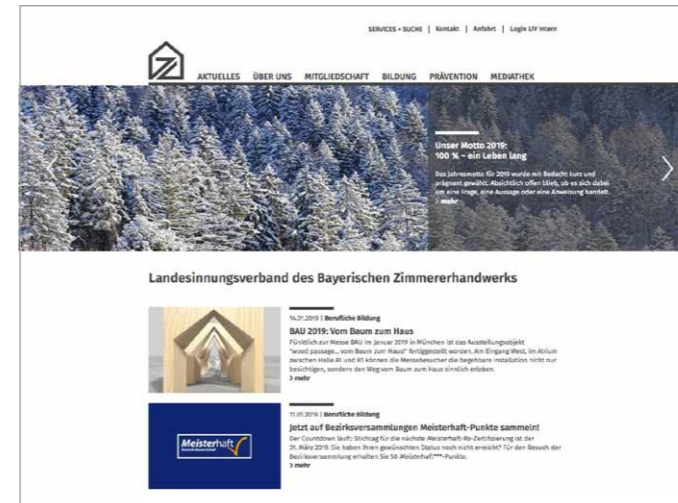 SERVICES + SUCHE | Kontakt | Anfahrt | Login LIV Intern
AKTUELLES ÜBER UNS MITGLIEDSCHAFT BILDUNG PRÄVENTION MEDIATHEK
Unser Motto 2019:
100 % – ein Leben lang
Das Jahresmotto für 2019 wurde mit Bedacht kurz und
prägnant gewählt. Absichtlich offen blieb, ob es sich dabei
um eine Frage, eine Aussage oder eine Anweisung handelt.
> mehr
Landesinnungsverband des Bayerischen Zimmererhandwerks
14.01.2019 | Berufliche Bildung
BAU 2019: Vom Baum zum Haus
Pünktlich zur Messe BAU im Januar 2019 in München ist das Ausstellungsobjekt
"wood passage... vom Baum zum Haus" fertiggestellt worden. Am Eingang West, im Atrium
zwischen Halle A1 und B1 können die Messebesucher die begehbare Installation nicht nur
besichtigen, sondern den Weg vom Baum zum Haus sinnlich erleben.
> mehr
Meisterhaft
11.01.2019 | Berufliche Bildung
Jetzt auf Bezirksversammlungen Meisterhaft-Punkte sammeln!
Der Countdown läuft: Stichtag für die nächste Meisterhaft-Re-Zertifizierung ist der
31. März 2019. Sie haben Ihren gewünschten Status noch nicht erreicht? Für den Besuch der
Bezirksversammlung erhalten Sie 50 Meisterhaft***-Punkte.
> mehr